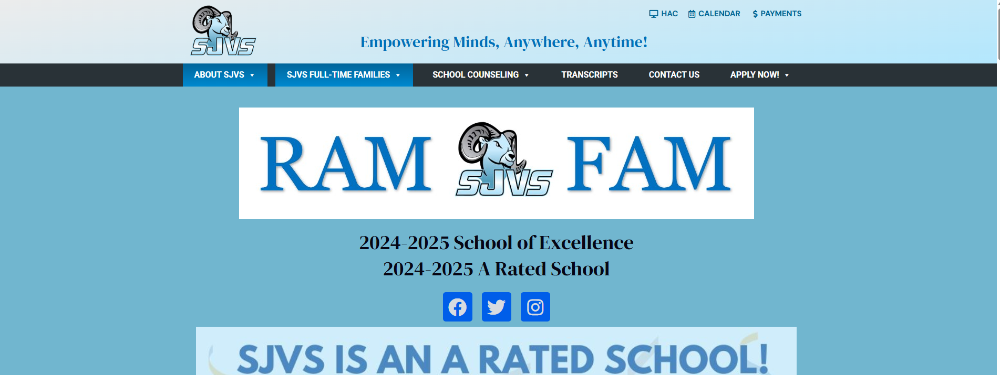 SJVS
HAC CALENDAR PAYMENTS
Empowering Minds, Anywhere, Anytime!
ABOUT SJVS SJVS FULL-TIME FAMILIES SCHOOL COUNSELING TRANSCRIPTS CONTACT US APPLY NOW!
RAM SJVS FAM
2024-2025 School of Excellence
2024-2025 A Rated School
SJVS IS AN A RATED SCHOOL!